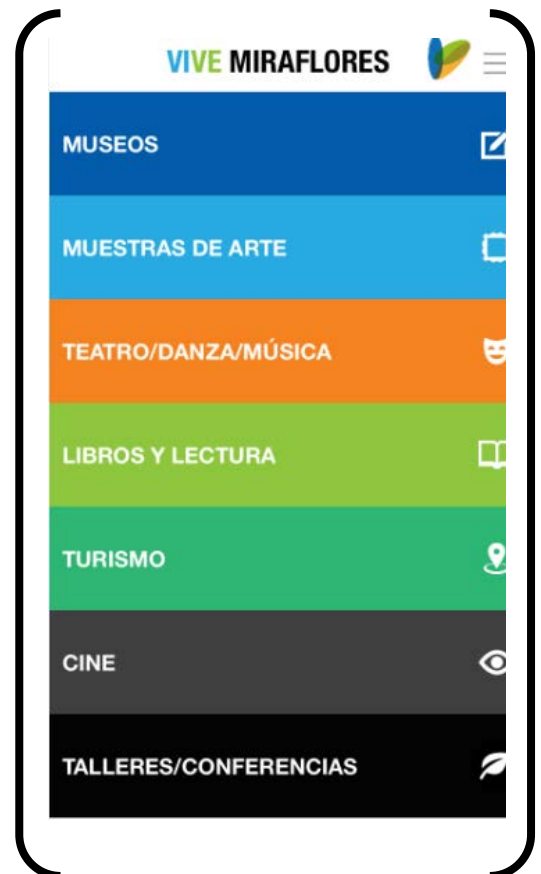 VIVE MIRAFLORES
MUSEOS
MUESTRAS DE ARTE
TEATRO/DANZA/MÚSICA
LIBROS Y LECTURA
TURISMO
CINE
TALLERES/CONFERENCIAS